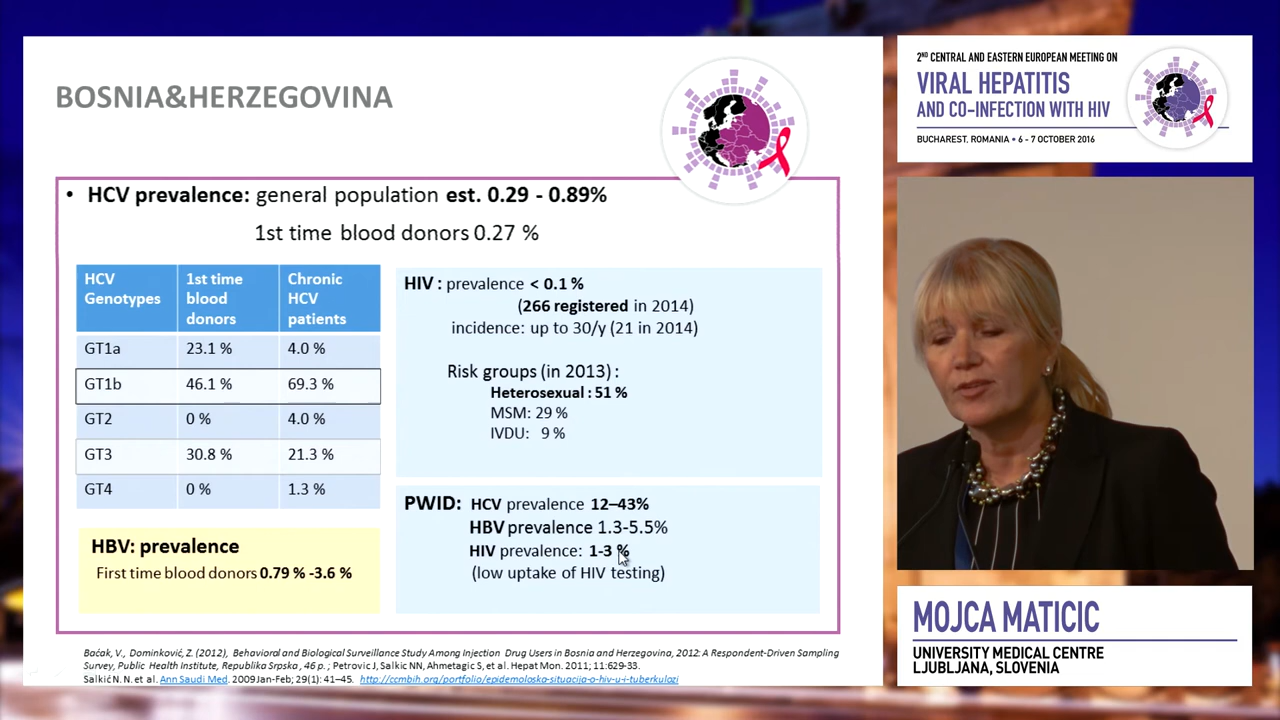 BOSNIA&HERZEGOVINA
• HCV prevalence: general population est. 0.29 - 0.89%
1st time blood donors 0.27 %
HCV Genotypes 1st time blood donors Chronic HCV patients
GT1a 23.1 % 4.0 %
GT1b 46.1 % 69.3 %
GT2 0 % 4.0 %
GT3 30.8 % 21.3 %
GT4 0 % 1.3 %
HBV: prevalence
First time blood donors 0.79 % -3.6 %
HIV : prevalence < 0.1 %
(266 registered in 2014)
incidence: up to 30/y (21 in 2014)
Risk groups (in 2013) :
Heterosexual : 51 %
MSM: 29 %
IVDU: 9 %
PWID: HCV prevalence 12–43%
HBV prevalence 1.3-5.5%
HIV prevalence: 1-3 %
(low uptake of HIV testing)
Baćak, V., Dominković, Z. (2012), Behavioral and Biological Surveillance Study Among Injection Drug Users in Bosnia and Herzegovina, 2012: A Respondent-Driven Sampling
Survey, Public Health Institute, Republika Srpska , 46 p. ; Petrovic J, Salkic NN, Ahmetagic S, et al. Hepat Mon. 2011; 11:629-33.
Salkić N. N. et al. Ann Saudi Med. 2009Jan-Feb; 29(1): 41–45. http://ccmbih.org/portfolio/epidemoloska-situacija-o-hiv-u-i-tuberkulozi
2ND CENTRAL AND EASTERN EUROPEAN MEETING ON
VIRAL HEPATITIS
AND CO-INFECTION WITH HIV
BUCHAREST, ROMANIA • 6 - 7 OCTOBER 2016
MOJCA MATICIC
UNIVERSITY MEDICAL CENTRE
LJUBLJANA, SLOVENIA